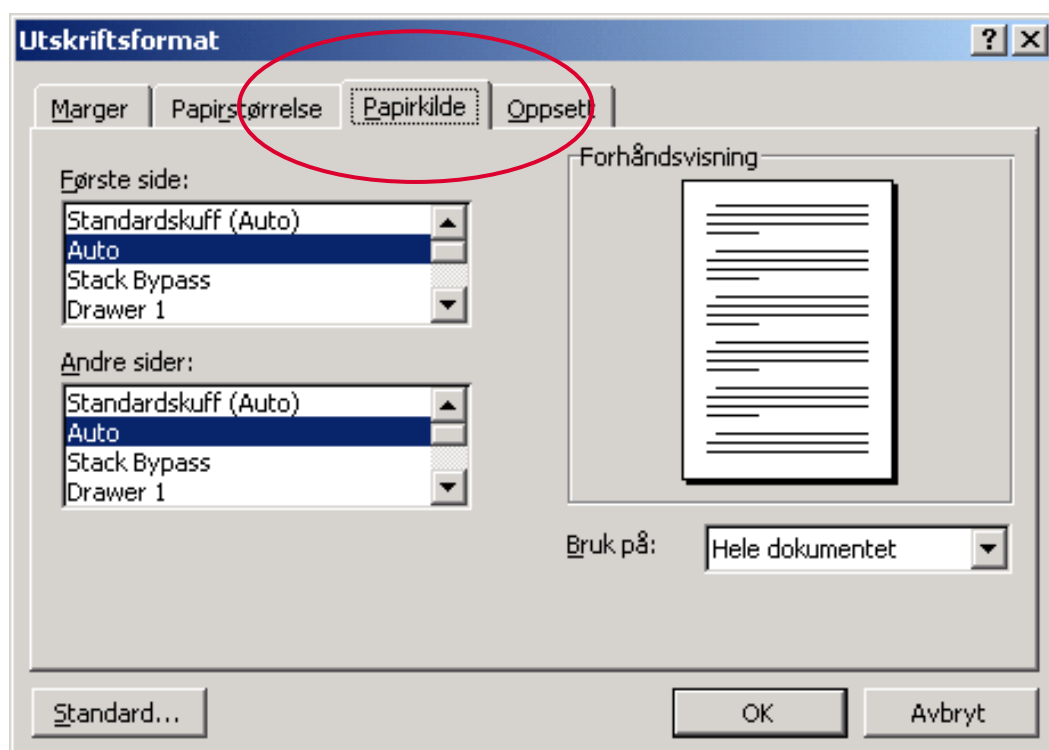 Utskriftsformat
Marger Papirstørrelse Papirkilde Oppsett
Første side:
Standardskuff (Auto)
Auto
Stack Bypass
Drawer 1
Andre sider:
Standardskuff (Auto)
Auto
Stack Bypass
Drawer 1
Forhåndsvisning
Bruk på: Hele dokumentet
Standard... OK Avbryt